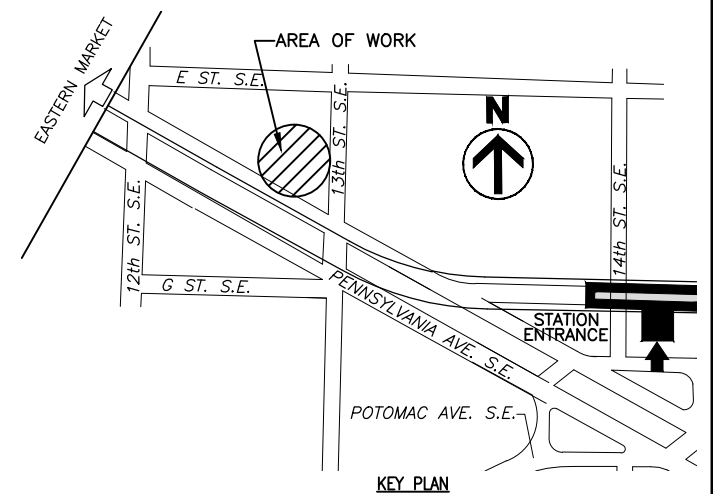 AREA OF WORK
EASTERN MARKET
E ST. S.E.
13th ST. S.E.
N
12th ST. S.E.
14th ST. S.E.
G ST. S.E.
PENNSYLVANIA AVE. S.E.
STATION
ENTRANCE
POTOMAC AVE. S.E.
KEY PLAN